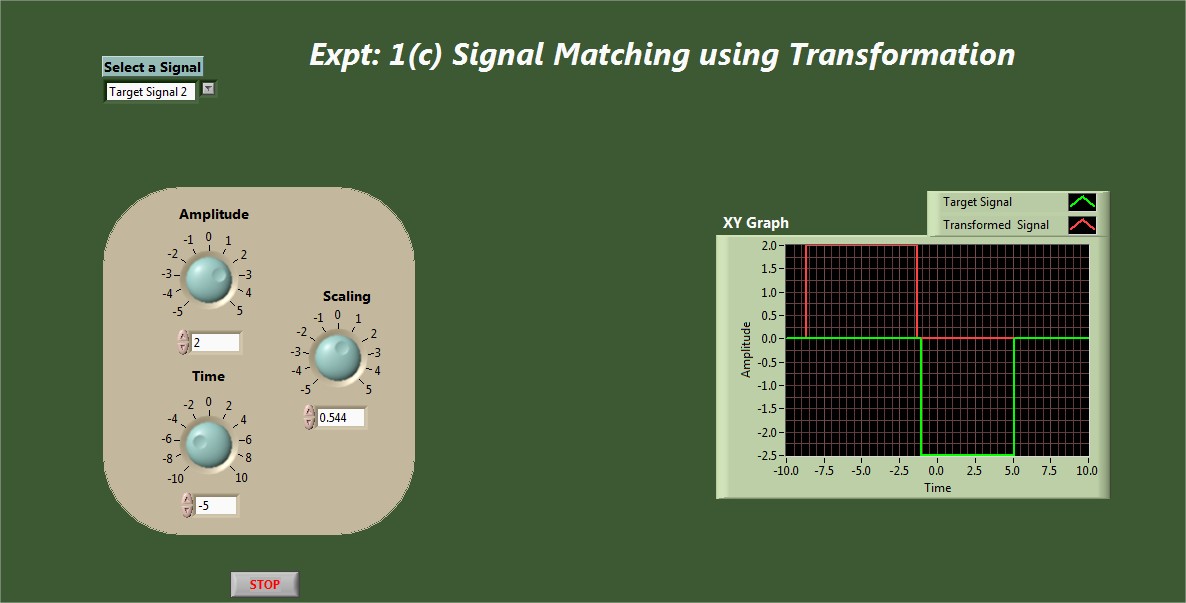 Expt: 1(c) Signal Matching using Transformation
Select a Signal
Target Signal 2
Amplitude
-5 -4 -3 -2 -1 0 1 2 3 4 5
2
Scaling
-5 -4 -3 -2 -1 0 1 2 3 4 5
0.544
Time
-10 -8 -6 -4 -2 0 2 4 6 8 10
-5
STOP
Target Signal
Transformed Signal
XY Graph
Amplitude
2.0
1.5
1.0
0.5
0.0
-0.5
-1.0
-1.5
-2.0
-2.5
-10.0 -7.5 -5.0 -2.5 0.0 2.5 5.0 7.5 10.0
Time